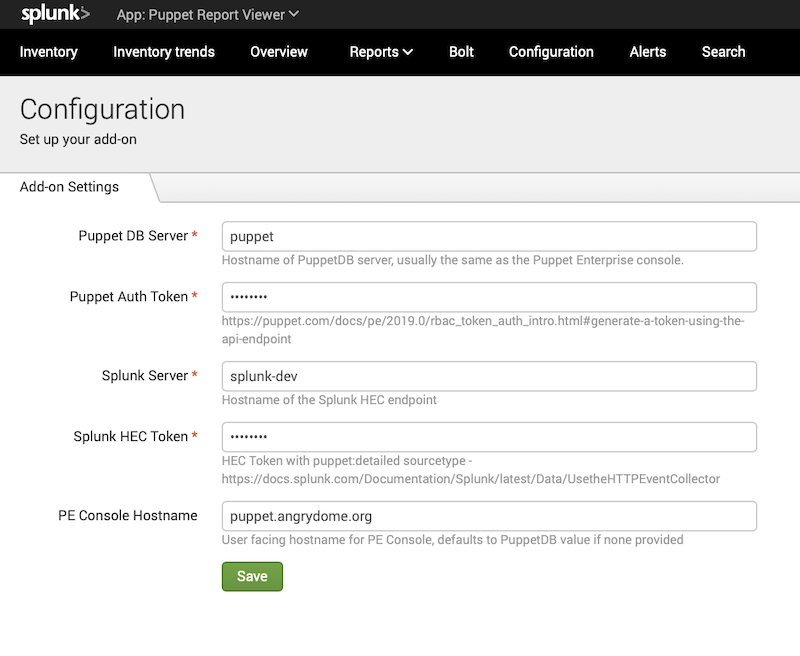 splunk> App: Puppet Report Viewer
Inventory Inventory trends Overview Reports Bolt Configuration Alerts Search
Configuration
Set up your add-on
Add-on Settings
Puppet DB Server * puppet
Hostname of PuppetDB server, usually the same as the Puppet Enterprise console.
Puppet Auth Token * ••••••••
https://puppet.com/docs/pe/2019.0/rbac_token_auth_intro.html#generate-a-token-using-the-
api-endpoint
Splunk Server * splunk-dev
Hostname of the Splunk HEC endpoint
Splunk HEC Token * ••••••••
HEC Token with puppet:detailed sourcetype -
https://docs.splunk.com/Documentation/Splunk/latest/Data/UsetheHTTPEventCollector
PE Console Hostname puppet.angrydome.org
User facing hostname for PE Console, defaults to PuppetDB value if none provided
Save